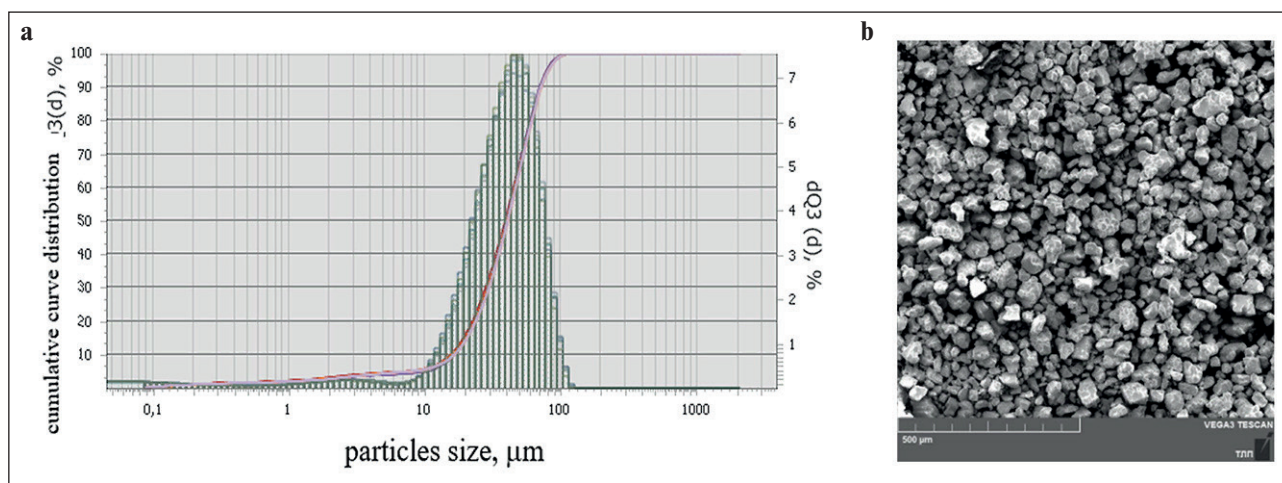 a
b
cumulative curve distribution
_3(d), %
100
90
80
70
60
50
40
30
20
10
7
6
5
4
3
2
1
dQ3 (d), %
0,1
1
10
100
1000
particles size, µm
VEGA3 TESCAN
500 µm
ТПП